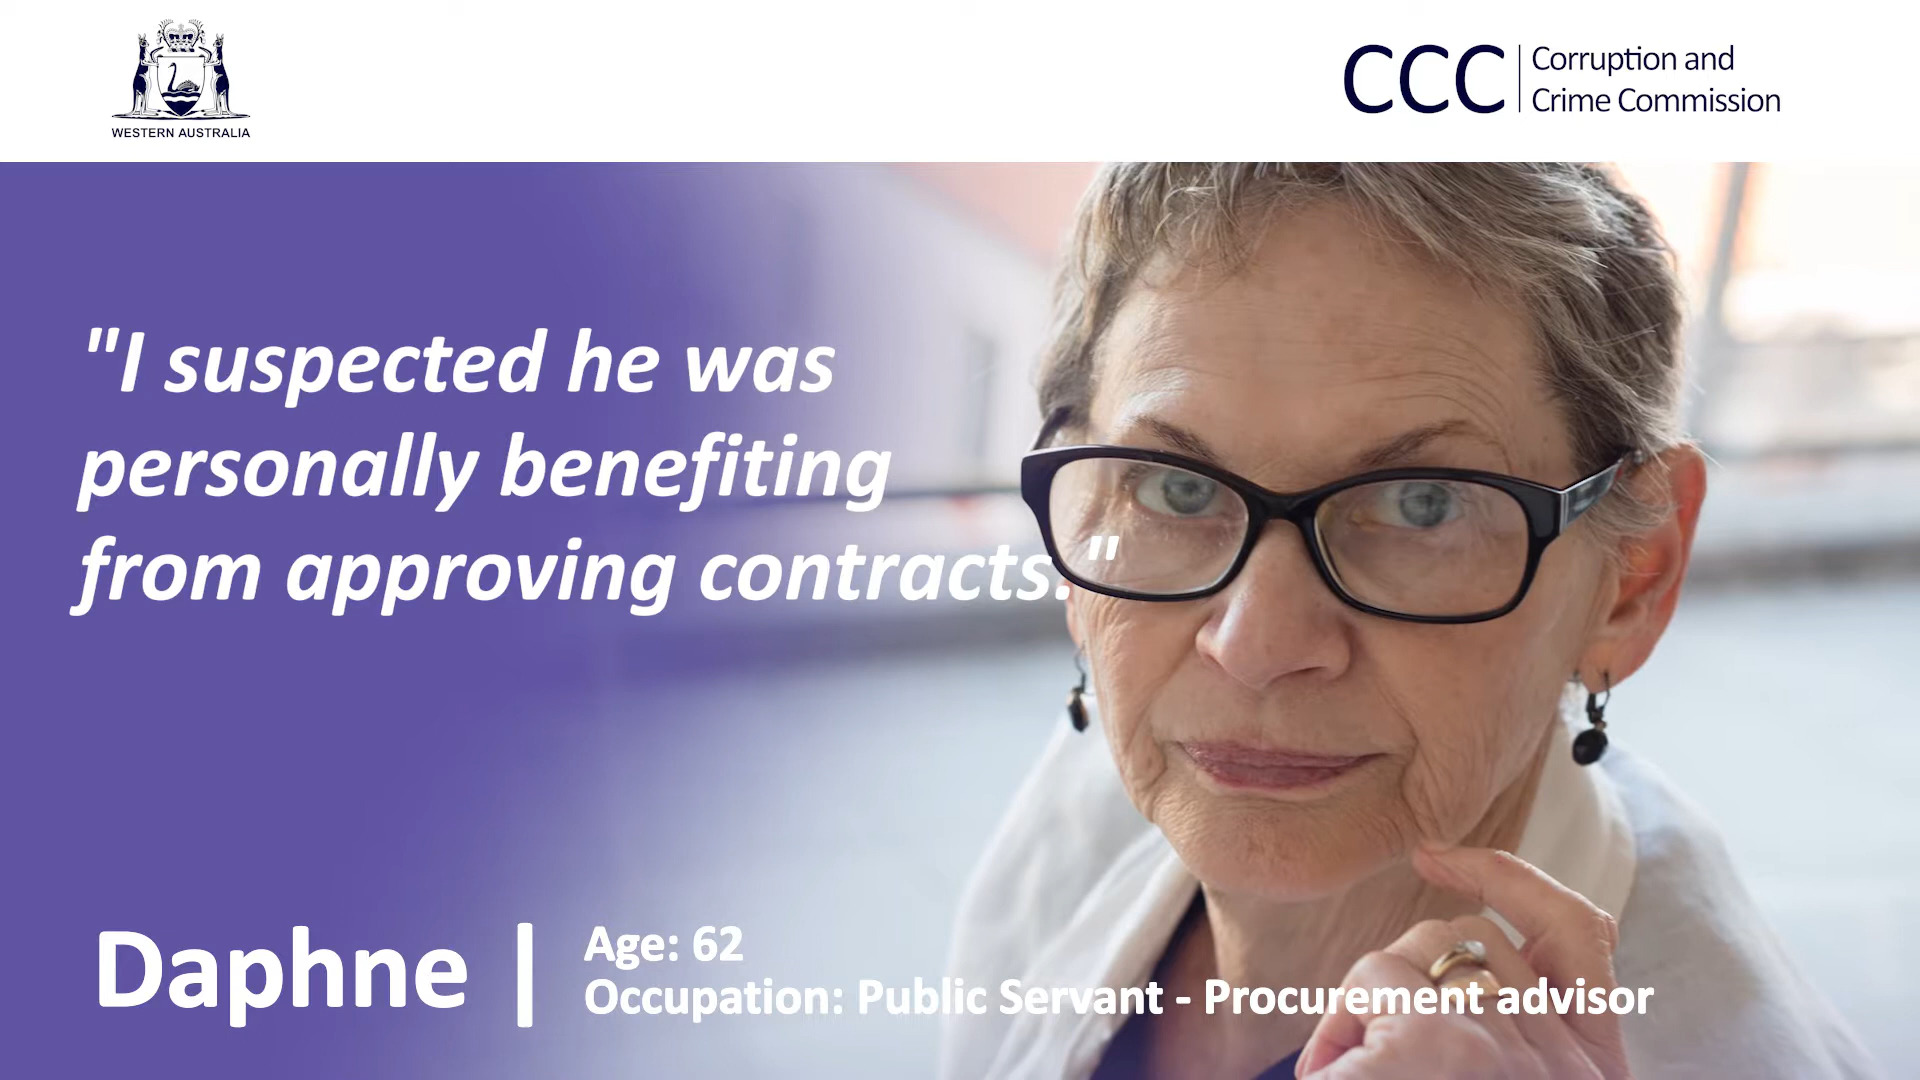 WESTERN AUSTRALIA
CCC
Corruption and
Crime Commission
"I suspected he was
personally benefiting
from approving contracts."
Daphne |
Age: 62
Occupation: Public Servant - Procurement advisor